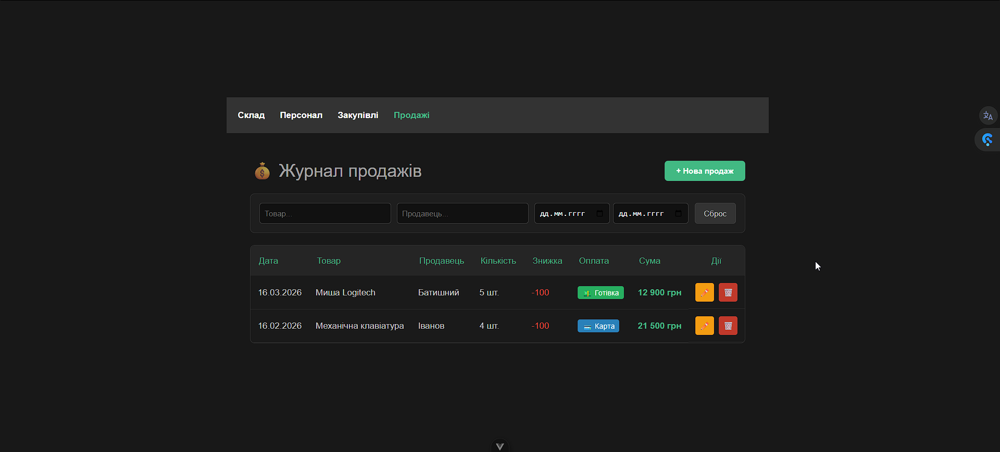 Склад Персонал Закупівлі Продажі
Журнал продажів
+ Нова продаж
Товар... Продавець... дд.мм.гггг дд.мм.гггг Сброс
Дата Товар Продавець Кількість Знижка Оплата Сума Дії
16.03.2026 Миша Logitech Батишний 5 шт. -100 Готівка 12 900 грн
16.02.2026 Механічна клавіатура Іванов 4 шт. -100 Карта 21 500 грн